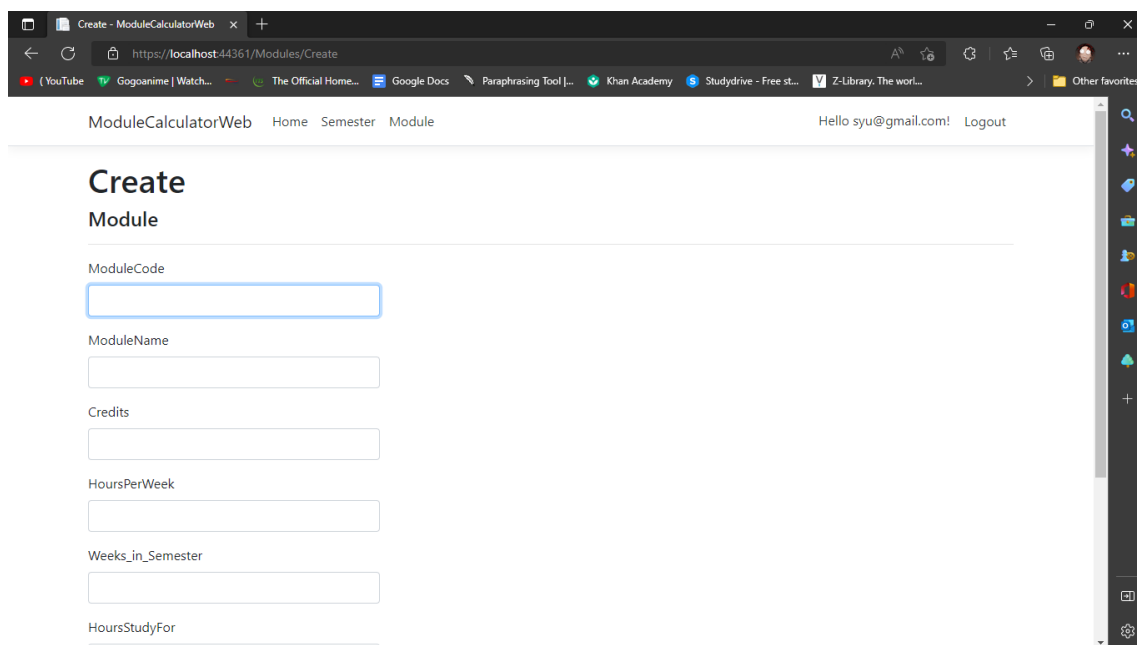 Create - ModuleCalculatorWeb
https://localhost:44361/Modules/Create
( YouTube Gogoanime | Watch... The Official Home... Google Docs Paraphrasing Tool |... Khan Academy Studydrive - Free st... Z-Library. The worl... Other favorites
ModuleCalculatorWeb Home Semester Module Hello syu@gmail.com! Logout
Create
Module
ModuleCode
ModuleName
Credits
HoursPerWeek
Weeks_in_Semester
HoursStudyFor